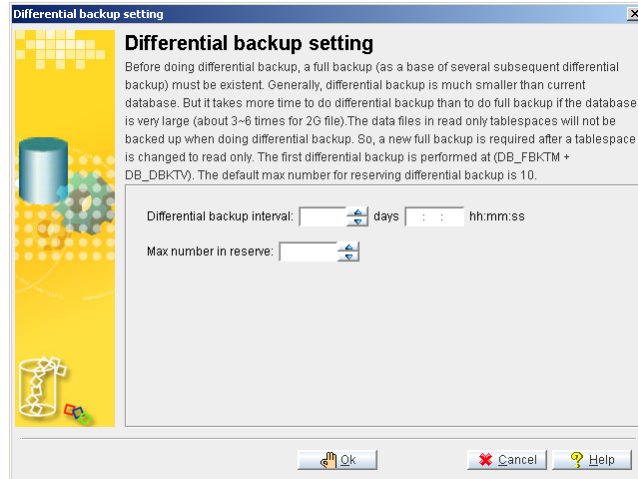 Differential backup setting
Differential backup setting
Before doing differential backup, a full backup (as a base of several subsequent differential
backup) must be existent. Generally, differential backup is much smaller than current
database. But it takes more time to do differential backup than to do full backup if the database
is very large (about 3~6 times for 2G file).The data files in read only tablespaces will not be
backed up when doing differential backup. So, a new full backup is required after a tablespace
is changed to read only. The first differential backup is performed at (DB_FBKTM +
DB_DBKTV). The default max number for reserving differential backup is 10.
Differential backup interval: days : : hh:mm:ss
Max number in reserve:
Ok Cancel Help